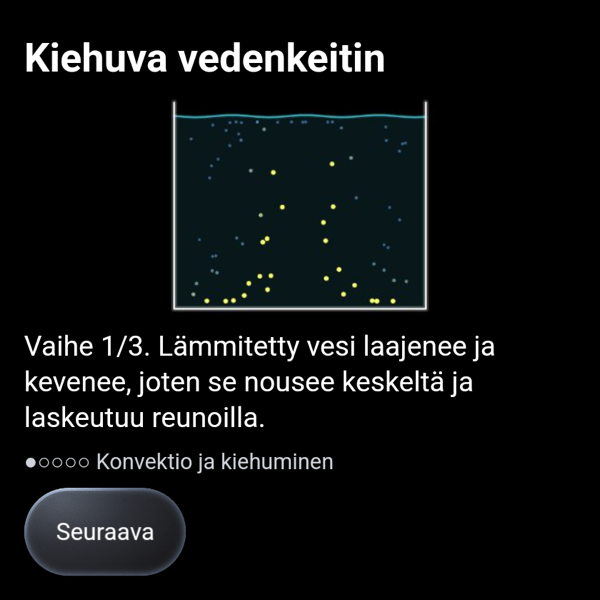 Kiehuva vedenkeitin
Vaihe 1/3. Lämmitetty vesi laajenee ja
kevenee, joten se nousee keskeltä ja
laskeutuu reunoilla.
●○○○○ Konvektio ja kiehuminen
Seuraava